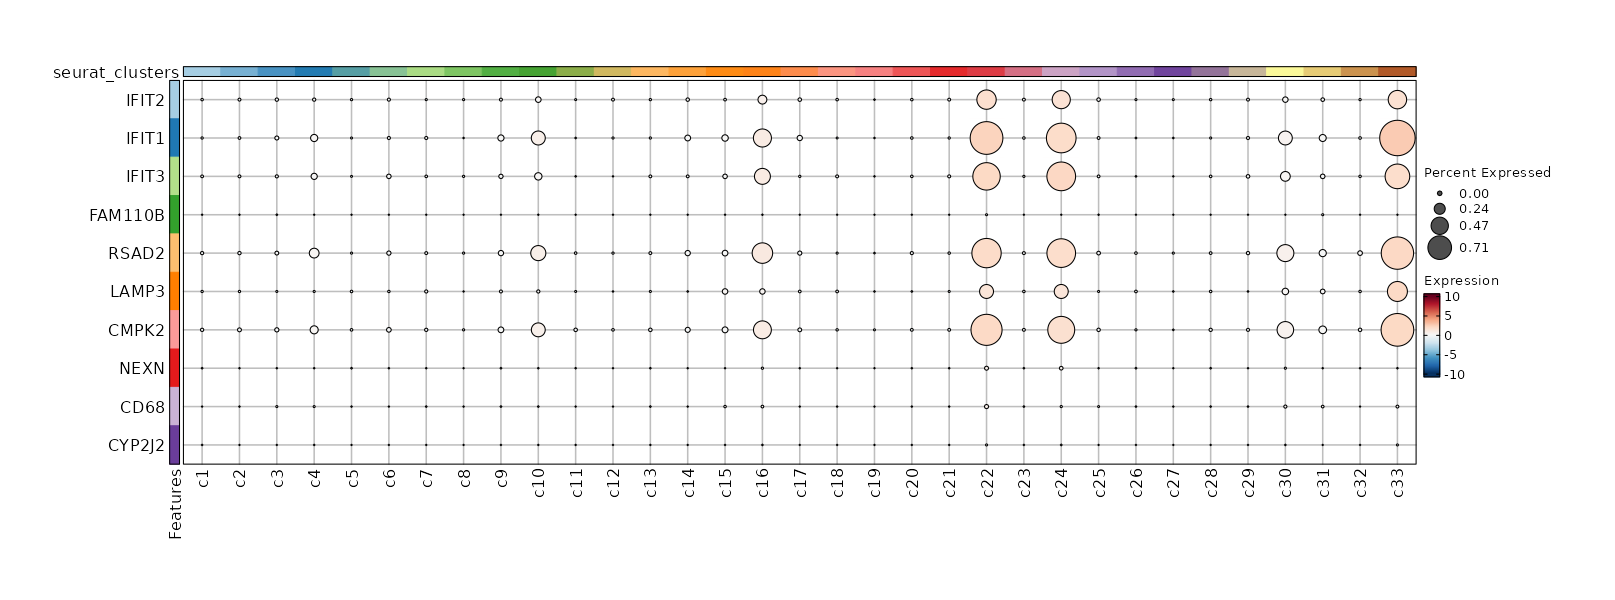 seurat_clusters
IFIT2
IFIT1
IFIT3
FAM110B
RSAD2
LAMP3
CMPK2
NEXN
CD68
CYP2J2
Features
c1
c2
c3
c4
c5
c6
c7
c8
c9
c10
c11
c12
c13
c14
c15
c16
c17
c18
c19
c20
c21
c22
c23
c24
c25
c26
c27
c28
c29
c30
c31
c32
c33
Percent Expressed
0.00
0.24
0.47
0.71
Expression
10
5
0
-5
-10